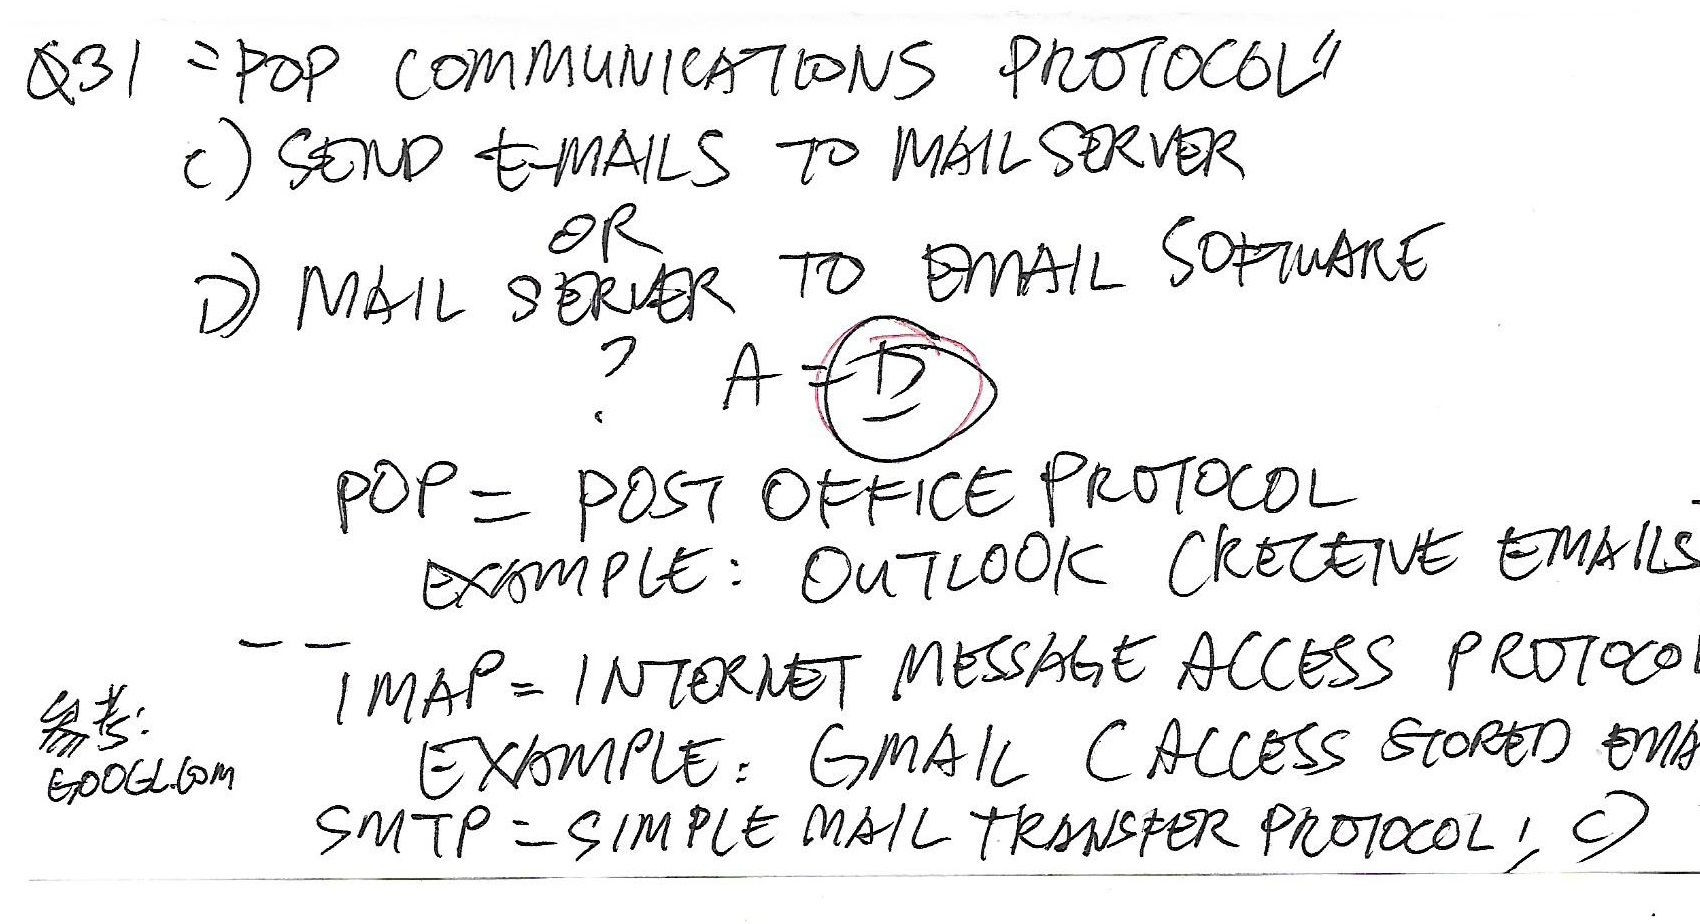 Q31 = POP COMMUNICATIONS PROTOCOL"
C) SEND E-MAILS TO MAIL SERVER
OR
D) MAIL SERVER TO EMAIL SOFTWARE
? A = D
POP = POST OFFICE PROTOCOL
EXAMPLE: OUTLOOK (RECEIVE EMAILS
-- IMAP = INTERNET MESSAGE ACCESS PROTOCOL
参考:
EXAMPLE: GMAIL (ACCESS STORED EMA
GOOGL.COM
SMTP = SIMPLE MAIL TRANSFER PROTOCOL! C)